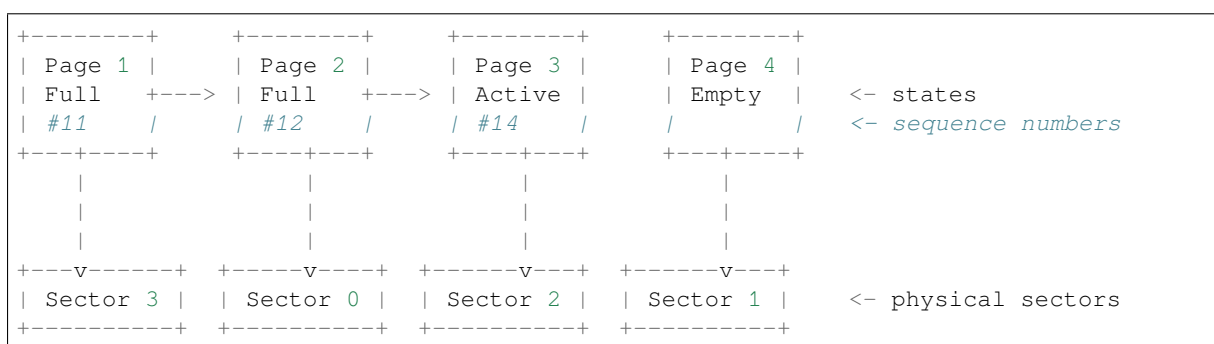 +--------+     +--------+     +--------+     +--------+
| Page 1 |     | Page 2 |     | Page 3 |     | Page 4 |
| Full   +---> | Full   +---> | Active |     | Empty  |   <- states
| #11    |     | #12    |     | #14    |     |        |   <- sequence numbers
+---+----+     +----+---+     +----+---+     +---+----+
    |               |              |             |
    |               |              |             |
    |               |              |             |
+---v------+  +-----v----+  +------v---+  +------v---+
| Sector 3 |  | Sector 0 |  | Sector 2 |  | Sector 1 |    <- physical sectors
+----------+  +----------+  +----------+  +----------+